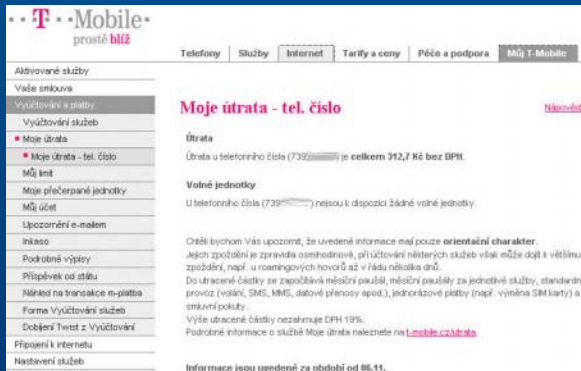 T Mobile
prostě blíž
Telefony Služby Internet Tarify a ceny Péče a podpora Můj T-Mobile
Aktivované služby
Vaše smlouva
Vyúčtování a platby
Vyúčtování služeb
Moje útrata
Moje útrata - tel. číslo
Můj limit
Moje přečerpané jednotky
Můj účet
Upozornění e-mailem
Inkaso
Podrobné výpisy
Příspěvek od státu
Náhled na transakce m-platba
Forma Vyúčtování služeb
Dobíjení Twist z Vyúčtování
Připojení k internetu
Nastavení služeb
Moje útrata - tel. číslo
Nápověda
Útrata
Útrata u telefonního čísla (739 ) je celkem 312,7 Kč bez DPH.
Volné jednotky
U telefonního čísla (739 ) nejsou k dispozici žádné volné jednotky.
Chtěli bychom Vás upozornit, že uvedené informace mají pouze orientační charakter.
Jejich zpoždění je zpravidla osmihodinové, při účtování některých služeb však může dojít k většímu
zpoždění, např. u roamingových hovorů až v řádu několika dnů.
Do utracené částky se započítává měsíční paušál, měsíční paušály za jednotlivé služby, standardn
provoz (volání, SMS, MMS, datové přenosy apod.), jednorázové platby (např. výměna SIM karty) a
smluvní pokuty.
Výše utracené částky nezahrnuje DPH 19%.
Podrobné informace o službě Moje útrata naleznete na t-mobile.cz/utrata.
Informace jsou uvedené za období od 06.11.